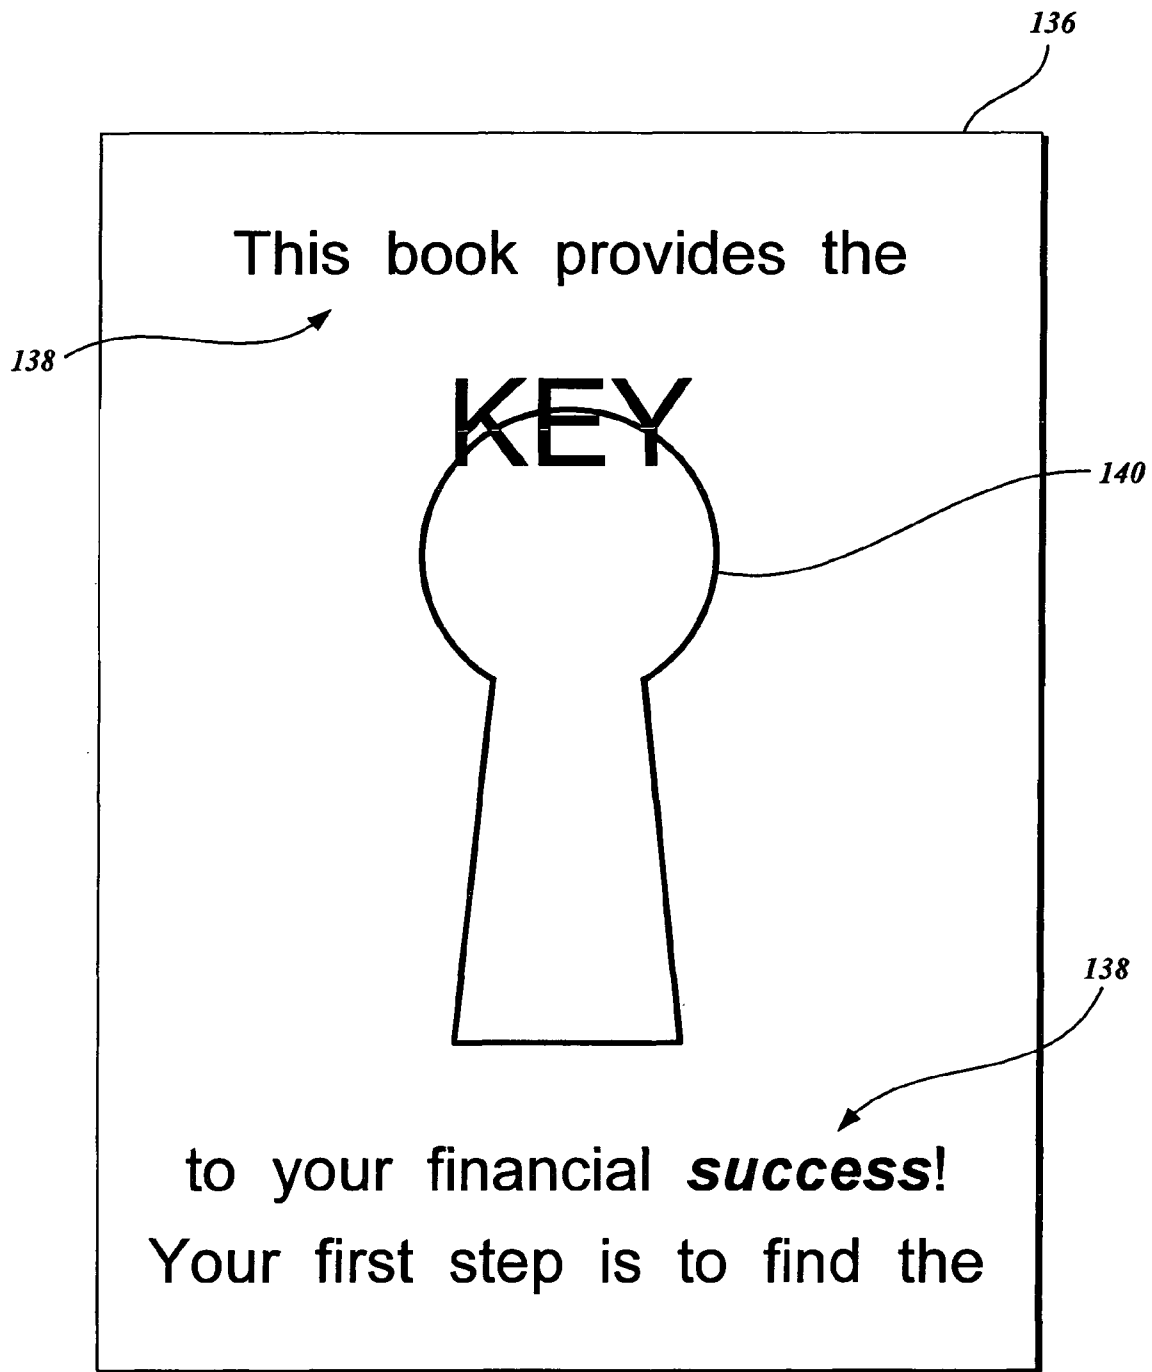 136
This book provides the
138
KEY
140
138
to your financial success!
Your first step is to find the